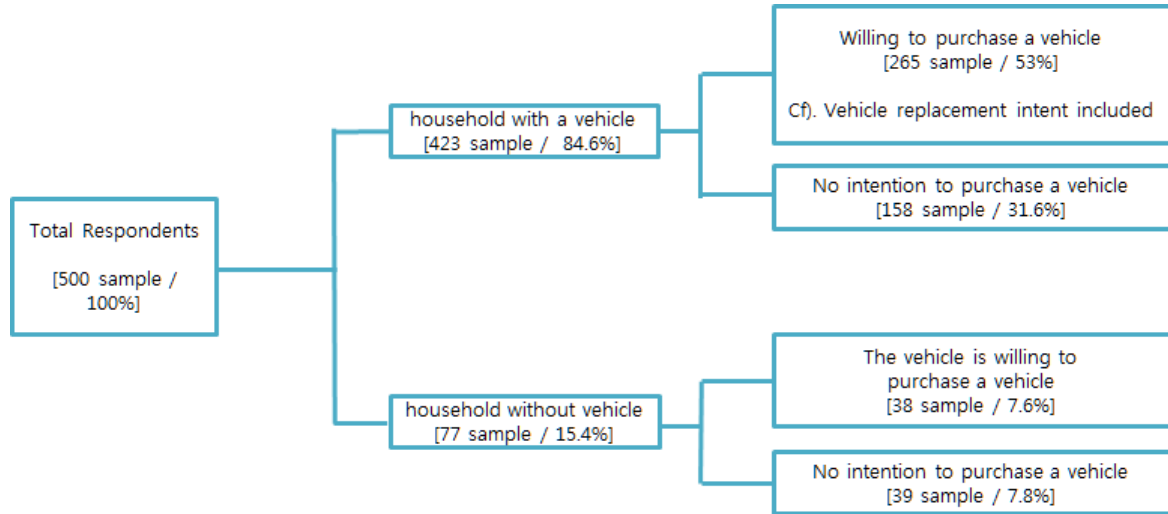 Total Respondents
[500 sample /
100%]
household with a vehicle
[423 sample / 84.6%]
Willing to purchase a vehicle
[265 sample / 53%]
Cf). Vehicle replacement intent included
No intention to purchase a vehicle
[158 sample / 31.6%]
household without vehicle
[77 sample / 15.4%]
The vehicle is willing to
purchase a vehicle
[38 sample / 7.6%]
No intention to purchase a vehicle
[39 sample / 7.8%]